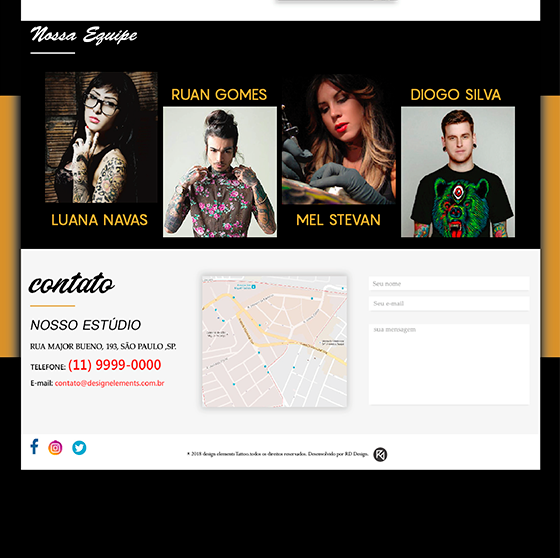 Nossa Equipe
RUAN GOMES
DIOGO SILVA
LUANA NAVAS
MEL STEVAN
contato
NOSSO ESTÚDIO
RUA MAJOR BUENO, 193, SÃO PAULO ,SP.
TELEFONE: (11) 9999-0000
E-mail: contato@designelements.com.br
Seu nome
Seu e-mail
sua mensagem
© 2018 design elementsTattoo.todos os direitos reservados. Desenvolvido por RD Design.